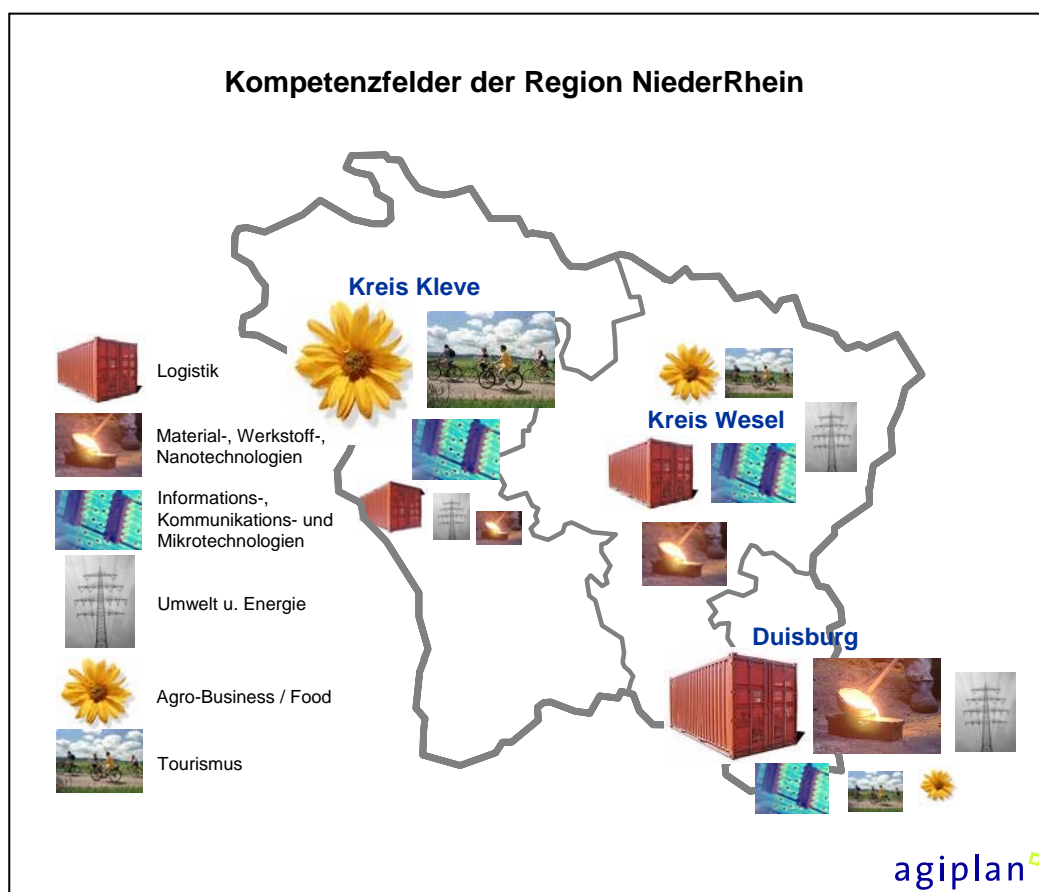 Kompetenzfelder der Region NiederRhein
Kreis Kleve
Logistik
Kreis Wesel
Material-, Werkstoff-,
Nanotechnologien
Informations-,
Kommunikations- und
Mikrotechnologien
Umwelt u. Energie
Duisburg
Agro-Business / Food
Tourismus
agiplan